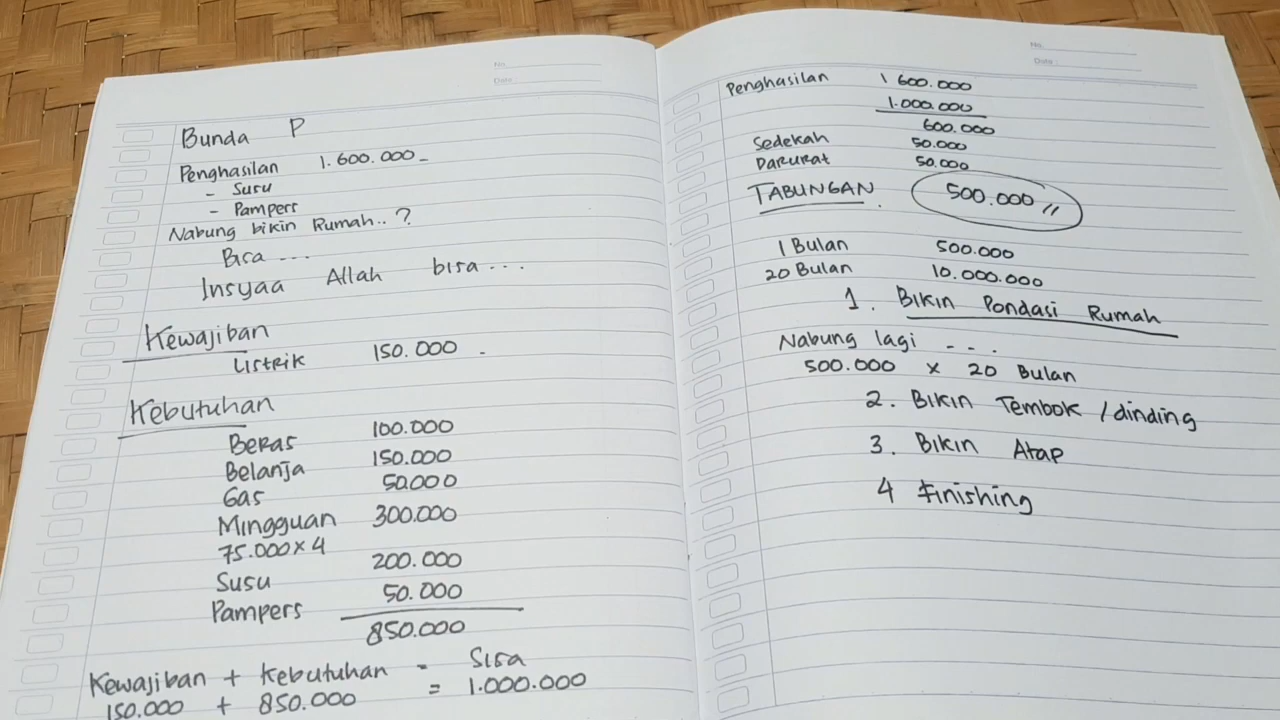 No.
Date :
Bunda P
Penghasilan 1.600.000_
- Susu
- Pampers
Nabung bikin Rumah..?
Bisa ...
Insyaa Allah bisa ...
Kewajiban
Listrik 150.000 .
Kebutuhan
Beras 100.000
Belanja 150.000
Gas 50.000
Mingguan 300.000
75.000 x 4
Susu 200.000
Pampers 50.000
850.000
Kewajiban + Kebutuhan - Sisa
150.000 + 850.000 = 1.000.000
No.
Date :
Penghasilan 1 600.000
1.000.000
600.000
Sedekah 50.000
Darurat 50.000
TABUNGAN . 500.000 //
1 Bulan 500.000
20 Bulan 10.000.000
1. Bikin Pondasi Rumah
Nabung lagi - - .
500.000 x 20 Bulan
2. Bikin Tembok / dinding
3. Bikin Atap
4 Finishing